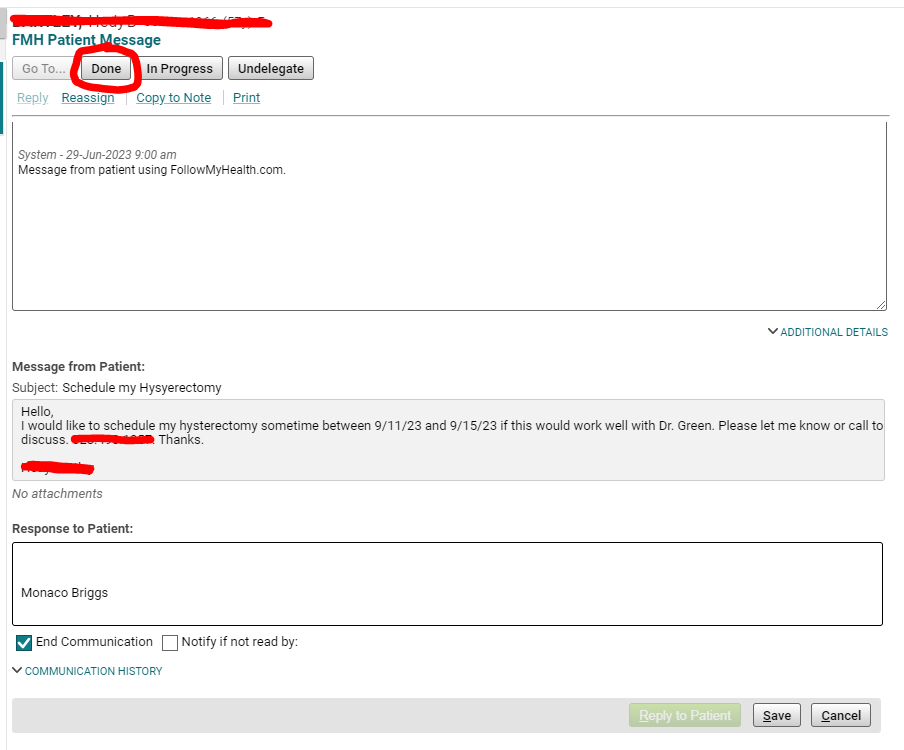 FMH Patient Message
Go To... Done In Progress Undelegate
Reply Reassign Copy to Note Print
System - 29-Jun-2023 9:00 am
Message from patient using FollowMyHealth.com.
ADDITIONAL DETAILS
Message from Patient:
Subject: Schedule my Hysyerectomy
Hello,
I would like to schedule my hysterectomy sometime between 9/11/23 and 9/15/23 if this would work well with Dr. Green. Please let me know or call to
discuss. Thanks.
No attachments
Response to Patient:
Monaco Briggs
End Communication Notify if not read by:
COMMUNICATION HISTORY
Reply to Patient Save Cancel